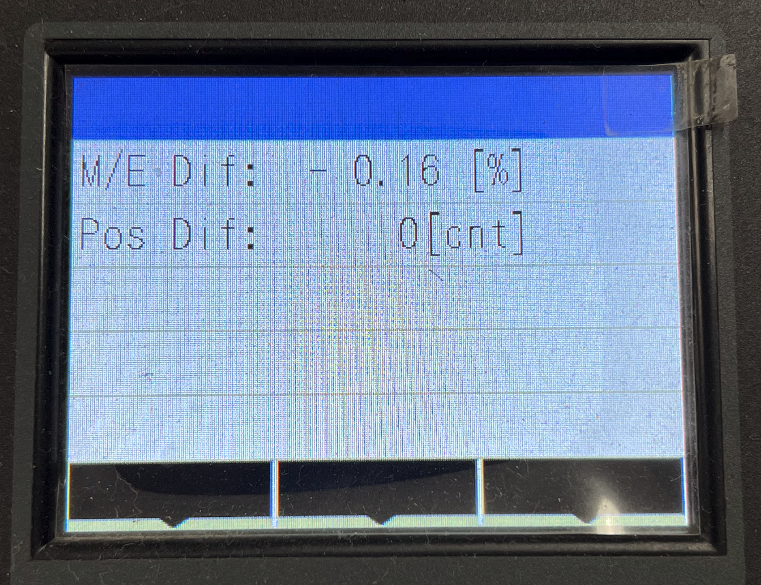 M/E Dif: - 0.16 [%]
Pos Dif: 0[cnt]